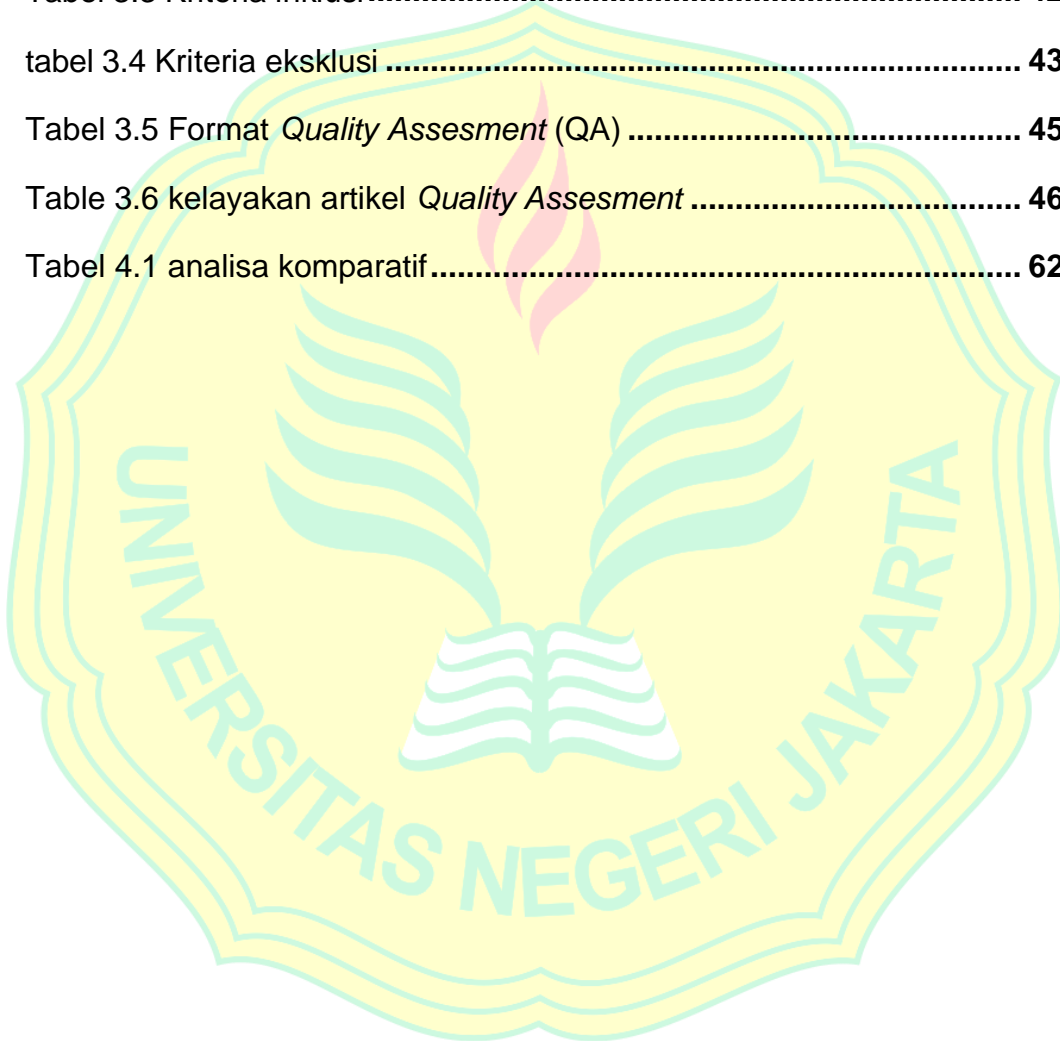 tabel 3.4 Kriteria eksklusi ........................................................................... 43
Tabel 3.5 Format Quality Assesment (QA) ............................................. 45
Table 3.6 kelayakan artikel Quality Assesment ...................................... 46
Tabel 4.1 analisa komparatif ..................................................................... 62
UNIVERSITAS NEGERI JAKARTA